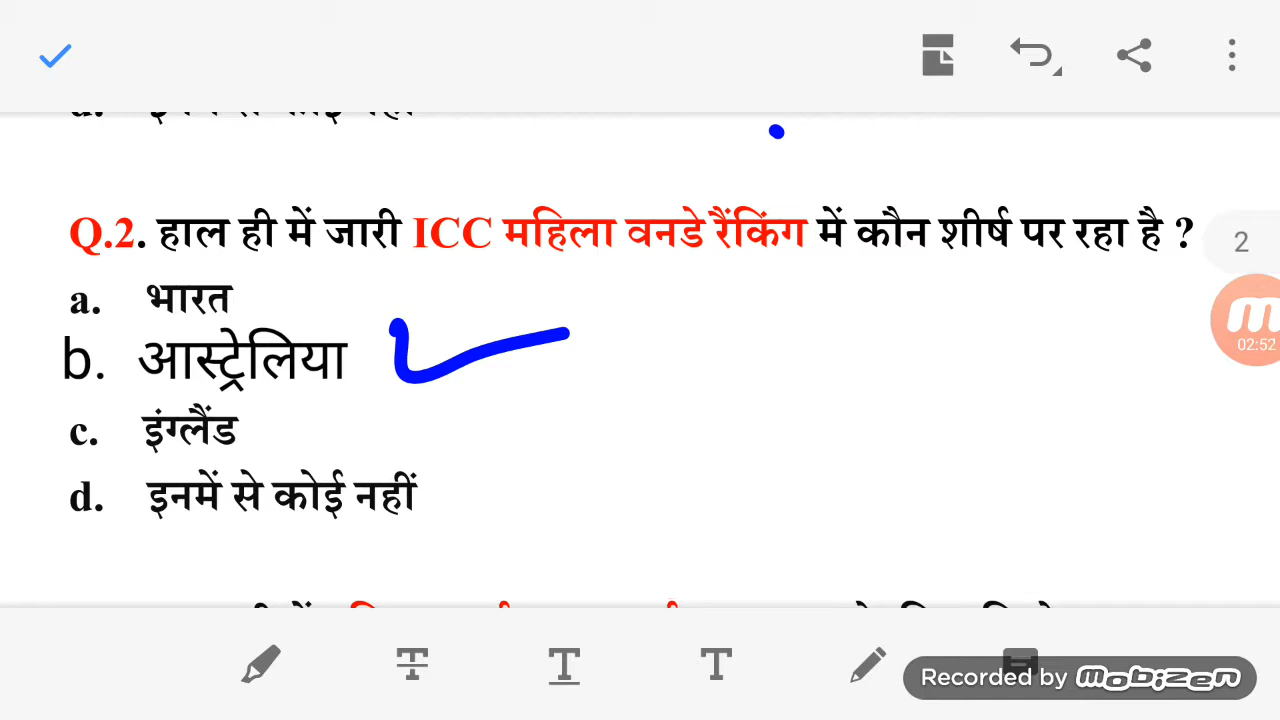 Q.2. हाल ही में जारी ICC महिला वनडे रैंकिंग में कौन शीर्ष पर रहा है ?
2
a. भारत
b. आस्ट्रेलिया
02:52
c. इंग्लैंड
d. इनमें से कोई नहीं
Recorded by mobizen